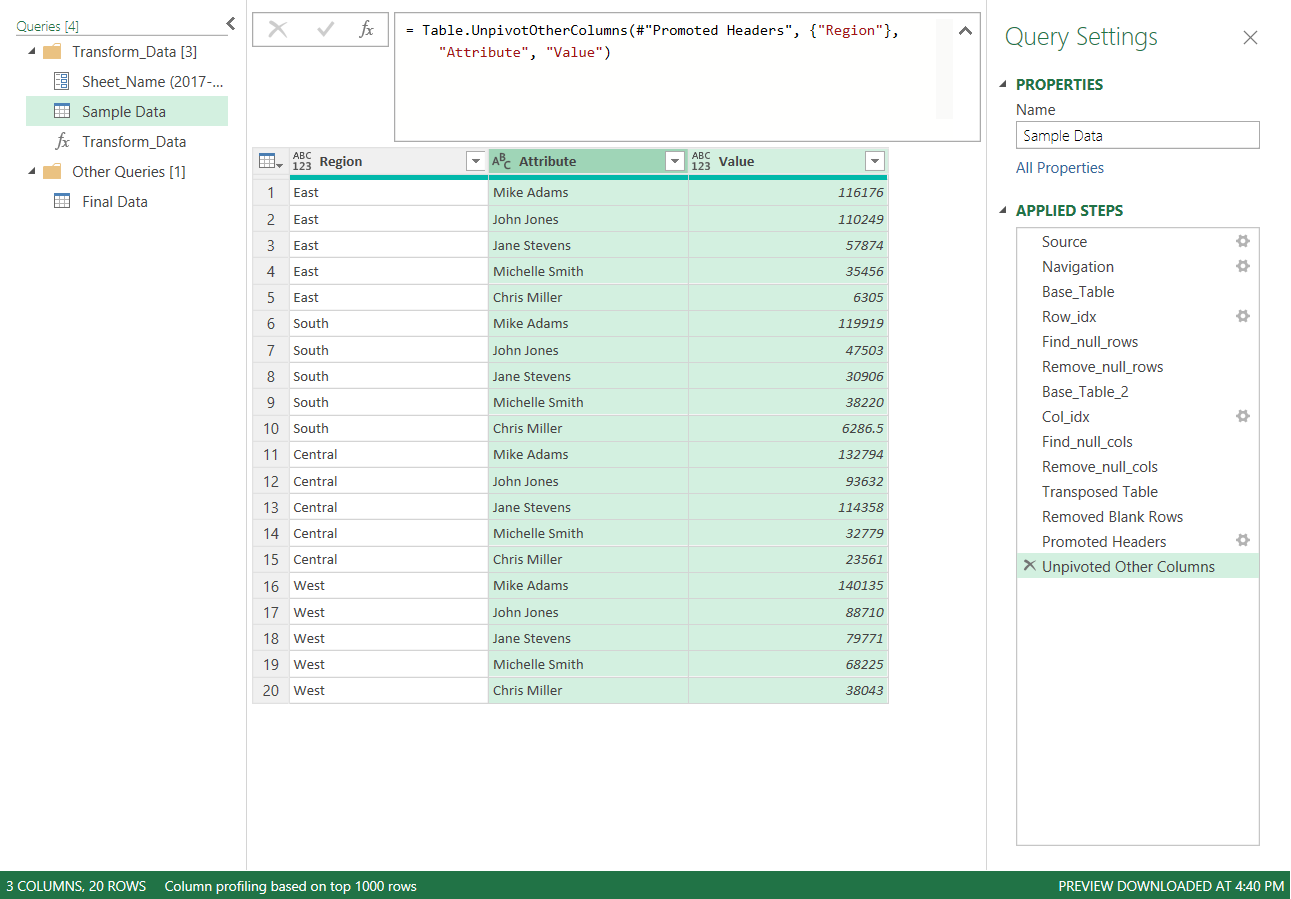 Queries [4]
Transform_Data [3]
Sheet_Name (2017-...
Sample Data
fx Transform_Data
Other Queries [1]
Final Data
fx
= Table.UnpivotOtherColumns(#"Promoted Headers", {"Region"},
"Attribute", "Value")
ABC 123 Region ABC Attribute ABC 123 Value
1 East Mike Adams 116176
2 East John Jones 110249
3 East Jane Stevens 57874
4 East Michelle Smith 35456
5 East Chris Miller 6305
6 South Mike Adams 119919
7 South John Jones 47503
8 South Jane Stevens 30906
9 South Michelle Smith 38220
10 South Chris Miller 6286.5
11 Central Mike Adams 132794
12 Central John Jones 93632
13 Central Jane Stevens 114358
14 Central Michelle Smith 32779
15 Central Chris Miller 23561
16 West Mike Adams 140135
17 West John Jones 88710
18 West Jane Stevens 79771
19 West Michelle Smith 68225
20 West Chris Miller 38043
Query Settings
PROPERTIES
Name
Sample Data
All Properties
APPLIED STEPS
Source
Navigation
Base_Table
Row_idx
Find_null_rows
Remove_null_rows
Base_Table_2
Col_idx
Find_null_cols
Remove_null_cols
Transposed Table
Removed Blank Rows
Promoted Headers
Unpivoted Other Columns
3 COLUMNS, 20 ROWS Column profiling based on top 1000 rows PREVIEW DOWNLOADED AT 4:40 PM